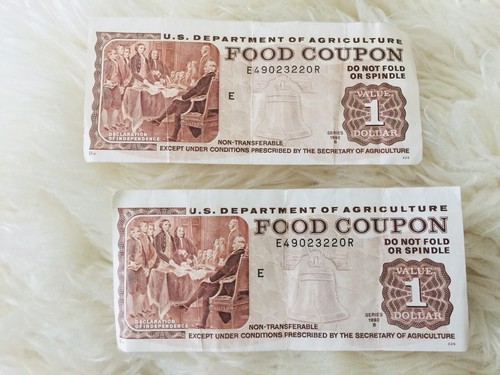 U.S. DEPARTMENT OF AGRICULTURE
FOOD COUPON
E49023220R
DO NOT FOLD
OR SPINDLE
E
VALUE
1
DOLLAR
DECLARATION
OF INDEPENDENCE
SERIES
1992
B
NON-TRANSFERABLE
EXCEPT UNDER CONDITIONS PRESCRIBED BY THE SECRETARY OF AGRICULTURE
U.S. DEPARTMENT OF AGRICULTURE
FOOD COUPON
E49023220R
DO NOT FOLD
OR SPINDLE
E
VALUE
1
DOLLAR
DECLARATION
OF INDEPENDENCE
SERIES
1992
B
NON-TRANSFERABLE
EXCEPT UNDER CONDITIONS PRESCRIBED BY THE SECRETARY OF AGRICULTURE